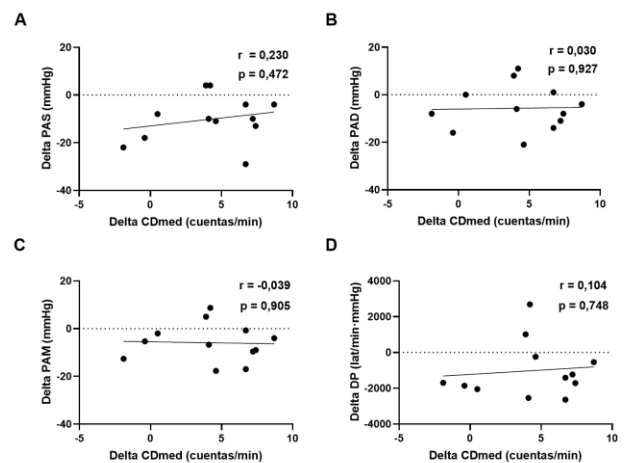 A
r = 0,230
p = 0,472
20
0
-20
-40
Delta PAS (mmHg)
-5
0
5
10
Delta CDmed (cuentas/min)
B
r = 0,030
p = 0,927
20
0
-20
-40
Delta PAD (mmHg)
-5
0
5
10
Delta CDmed (cuentas/min)
C
r = -0,039
p = 0,905
20
0
-20
-40
Delta PAM (mmHg)
-5
0
5
10
Delta CDmed (cuentas/min)
D
r = 0,104
p = 0,748
4000
2000
0
-2000
-4000
Delta DP (lat/min·mmHg)
-5
0
5
10
Delta CDmed (cuentas/min)